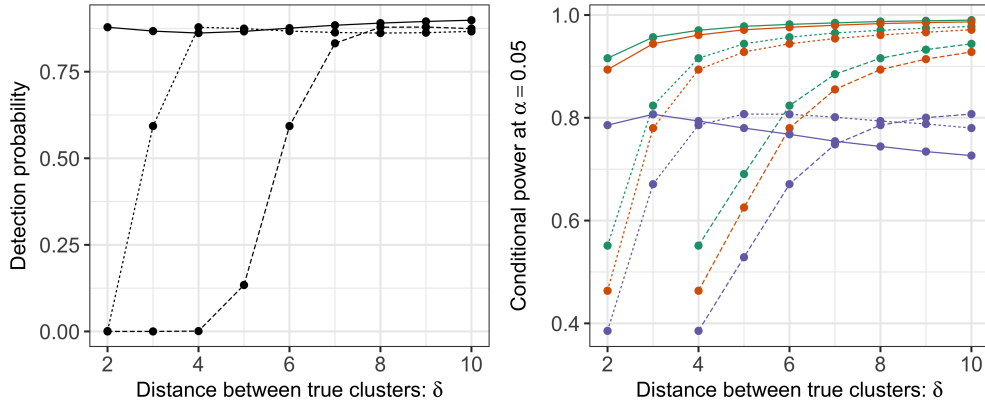 Detection probability
0.75
0.50
0.25
0.00
2 4 6 8 10
Distance between true clusters: δ
Conditional power at α = 0.05
1.0
0.8
0.6
0.4
2 4 6 8 10
Distance between true clusters: δ